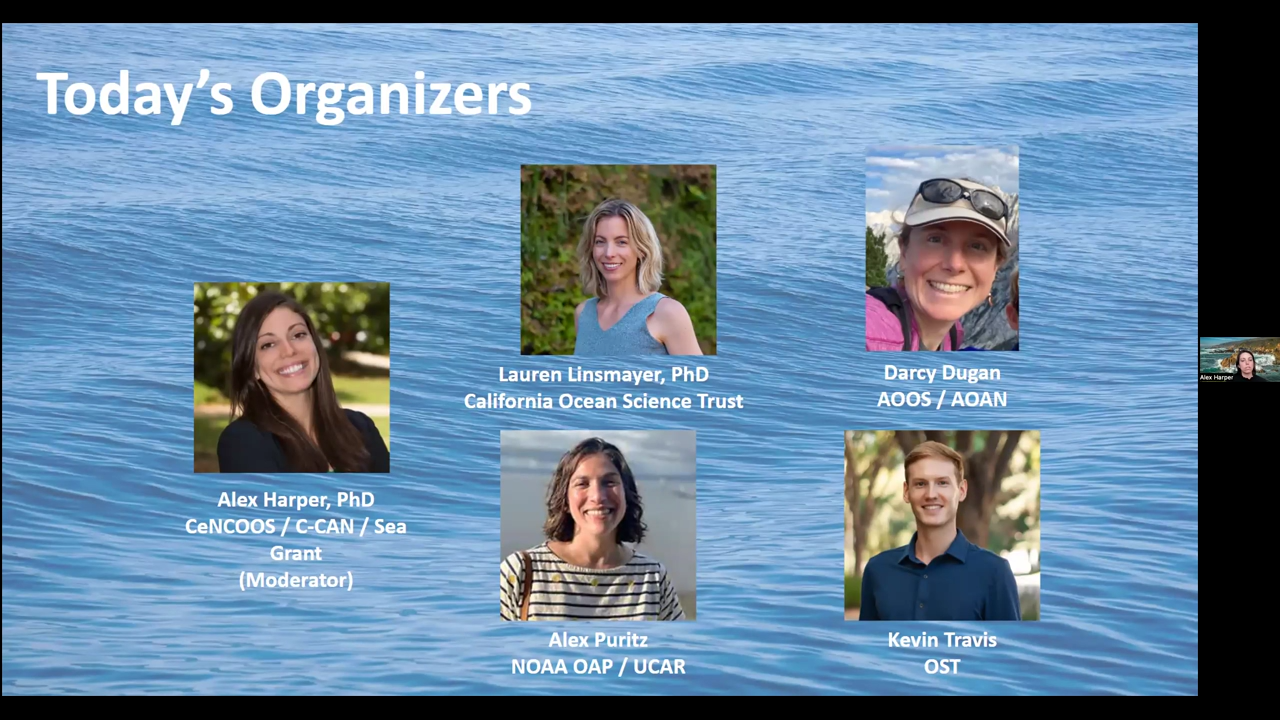 Today's Organizers
Lauren Linsmayer, PhD
California Ocean Science Trust
Darcy Dugan
AOOS / AOAN
Alex Harper, PhD
CeNCOOS / C-CAN / Sea
Grant
(Moderator)
Alex Puritz
NOAA OAP / UCAR
Kevin Travis
OST
Alex Harper